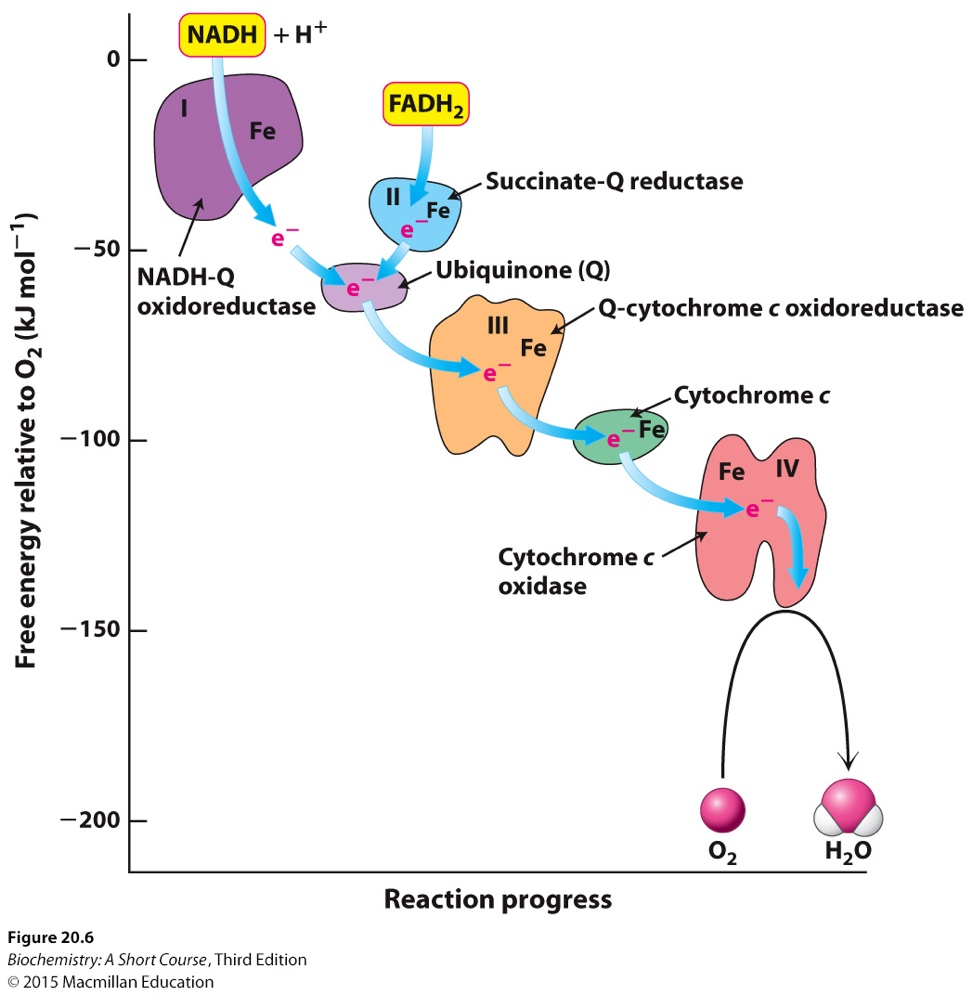 NADH + H⁺
0
I
Fe
FADH₂
II
Fe
e⁻
Succinate-Q reductase
e⁻
−50
NADH-Q
oxidoreductase
e⁻
Ubiquinone (Q)
III
Fe
e⁻
Q-cytochrome c oxidoreductase
−100
e⁻ Fe
Cytochrome c
Fe
IV
e⁻
Cytochrome c
oxidase
−150
−200
O₂
H₂O
Free energy relative to O₂ (kJ mol⁻¹)
Reaction progress
Figure 20.6
Biochemistry: A Short Course, Third Edition
© 2015 Macmillan Education